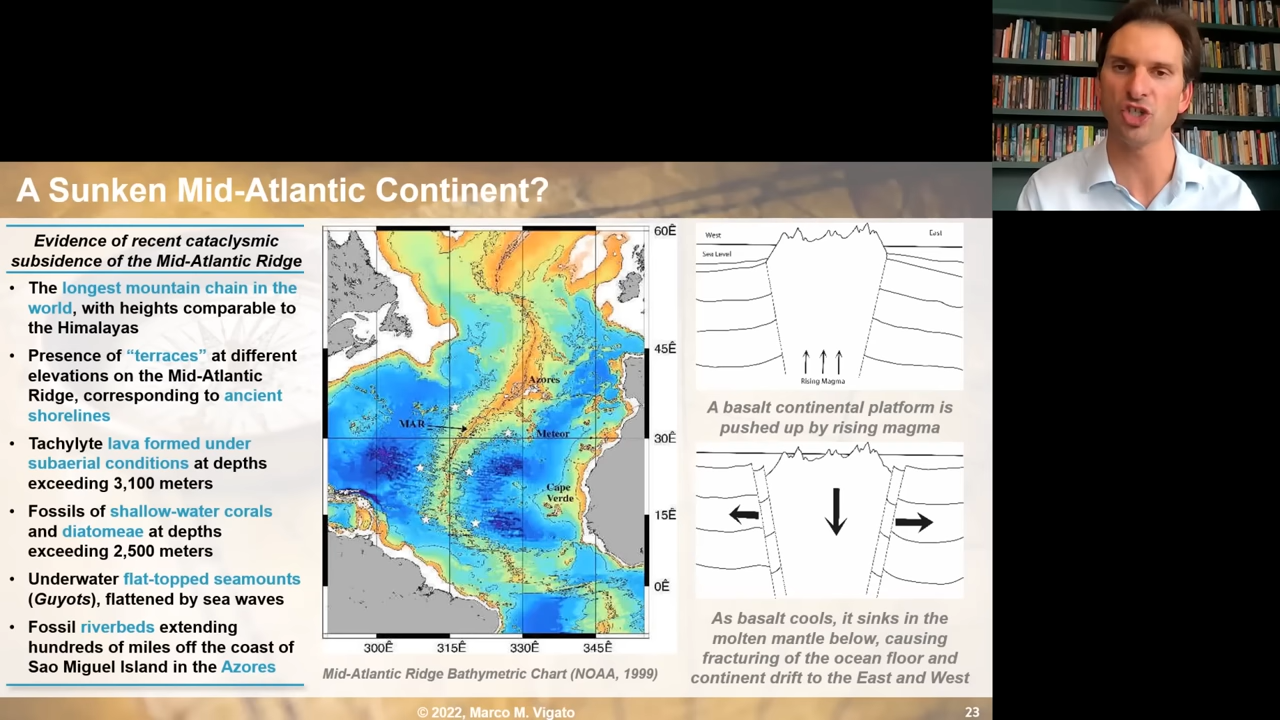 A Sunken Mid-Atlantic Continent?
Evidence of recent cataclysmic
subsidence of the Mid-Atlantic Ridge
• The longest mountain chain in the
world, with heights comparable to
the Himalayas
• Presence of “terraces” at different
elevations on the Mid-Atlantic
Ridge, corresponding to ancient
shorelines
• Tachylyte lava formed under
subaerial conditions at depths
exceeding 3,100 meters
• Fossils of shallow-water corals
and diatomeae at depths
exceeding 2,500 meters
• Underwater flat-topped seamounts
(Guyots), flattened by sea waves
• Fossil riverbeds extending
hundreds of miles off the coast of
Sao Miguel Island in the Azores
60Ê
45Ê
Azores
MAR
Meteor
30Ê
Cape
Verde
15Ê
0Ê
300Ê 315Ê 330Ê 345Ê
Mid-Atlantic Ridge Bathymetric Chart (NOAA, 1999)
West
East
Sea Level
Rising Magma
A basalt continental platform is
pushed up by rising magma
As basalt cools, it sinks in the
molten mantle below, causing
fracturing of the ocean floor and
continent drift to the East and West
© 2022, Marco M. Vigato
23